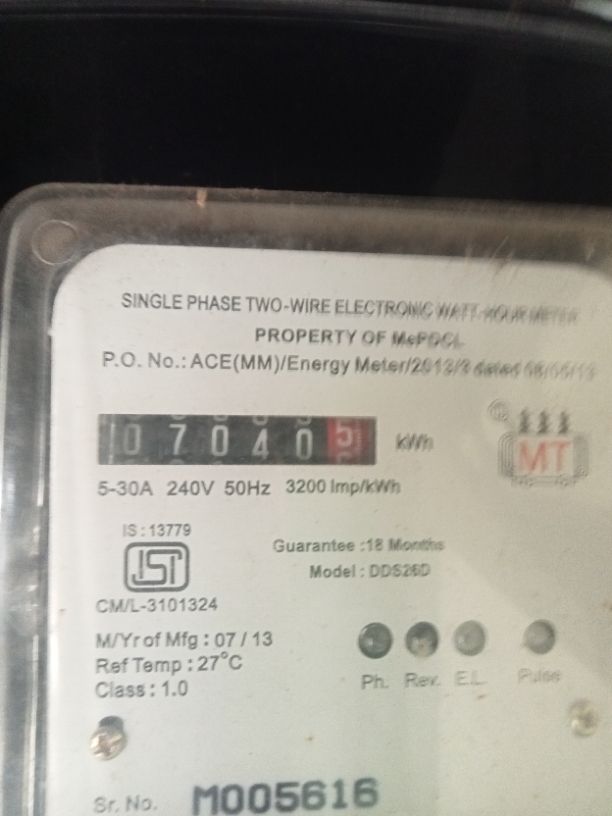 SINGLE PHASE TWO-WIRE ELECTRONIC WATT-HOUR METER
PROPERTY OF MePDCL
P.O. No.: ACE(MM)/Energy Meter/2012/3 dated
070405 kWh
MT
5-30A 240V 50Hz 3200 Imp/kWh
IS : 13779
ISI
Guarantee :18 Months
Model : DDS26D
CM/L-3101324
M/Yr of Mfg : 07 / 13
Ref Temp : 27°C
Class : 1.0
Ph. Rev. E.L. Pulse
Sr. No. M005616